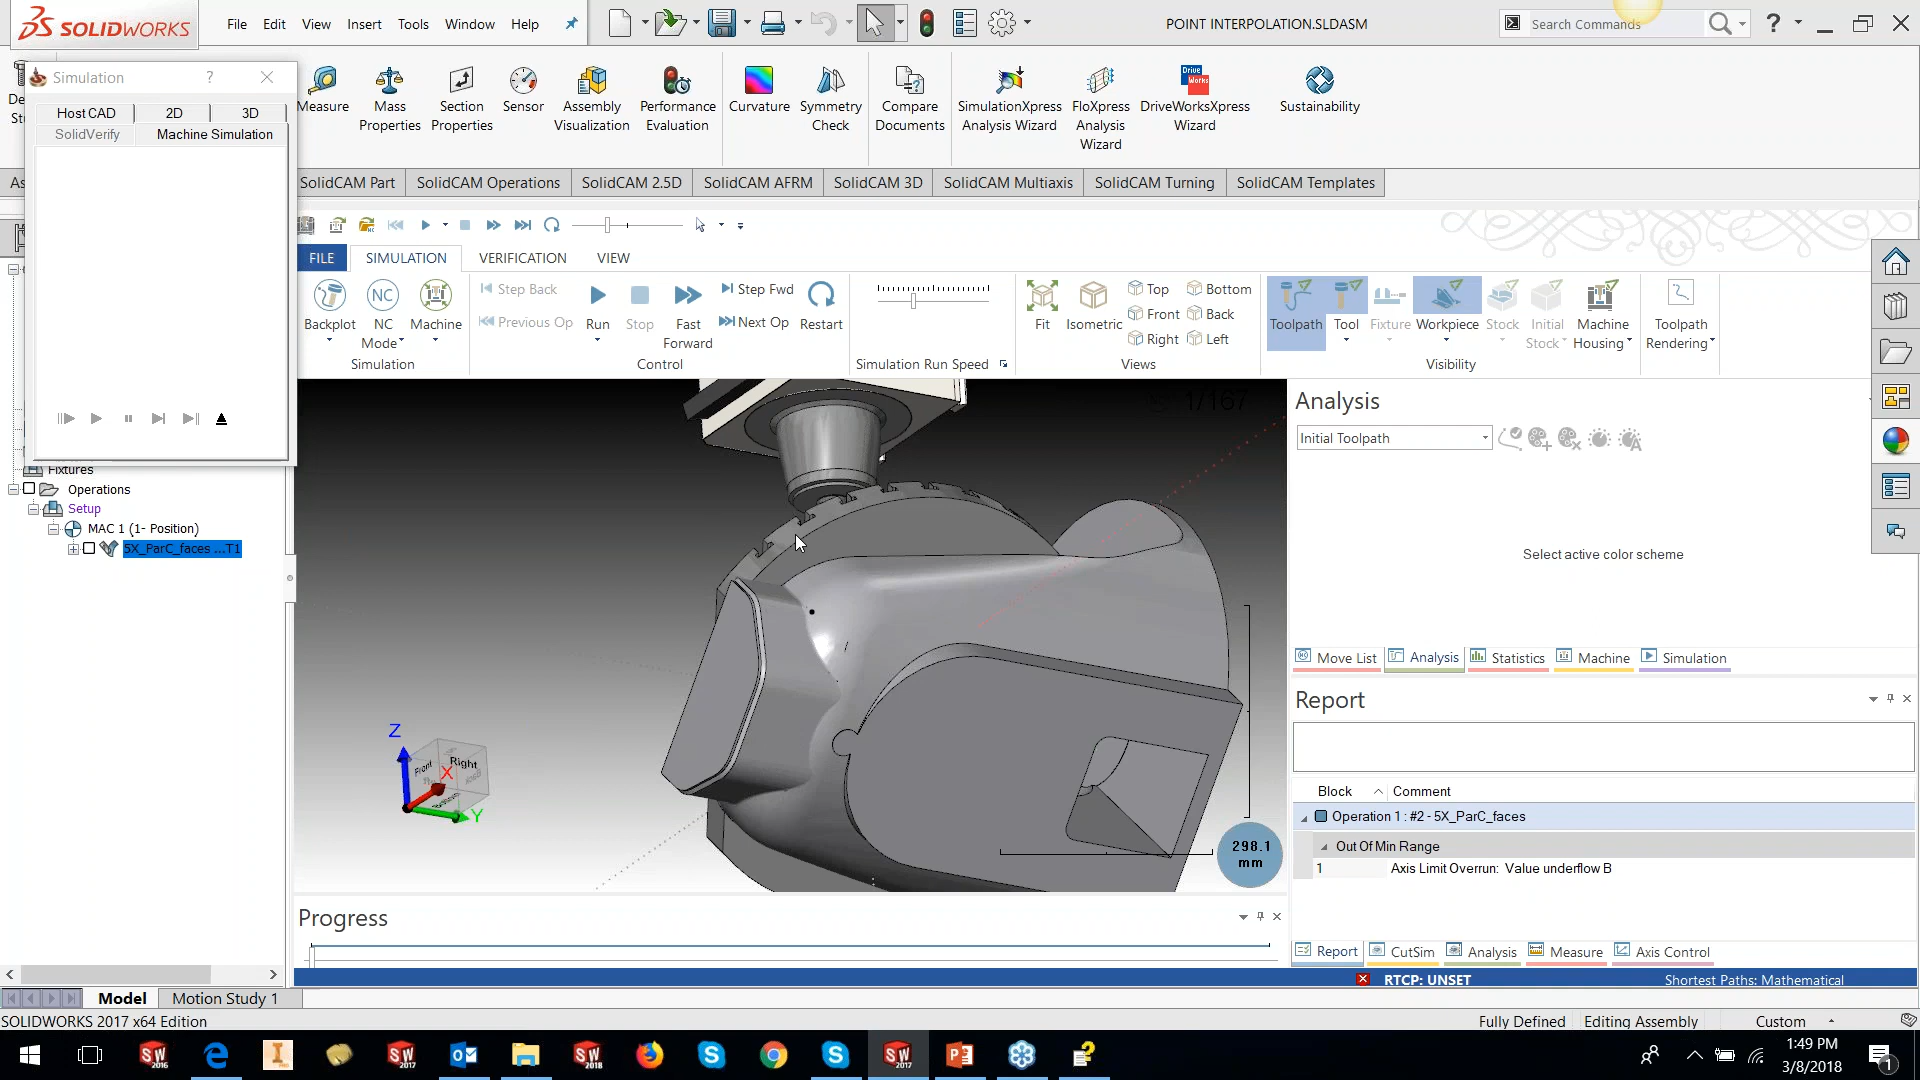 SOLIDWORKS
File Edit View Insert Tools Window Help
POINT INTERPOLATION.SLDASM
Search Commands
Simulation ?
HostCAD 2D 3D
SolidVerify Machine Simulation
Measure
Mass Properties
Section Properties
Sensor
Assembly Visualization
Performance Evaluation
Curvature
Symmetry Check
Compare Documents
SimulationXpress Analysis Wizard
FloXpress Analysis Wizard
DriveWorksXpress Wizard
Sustainability
SolidCAM Part SolidCAM Operations SolidCAM 2.5D SolidCAM AFRM SolidCAM 3D SolidCAM Multiaxis SolidCAM Turning SolidCAM Templates
FILE SIMULATION VERIFICATION VIEW
Backplot
NC Mode
Machine
Simulation
Step Back
Previous Op
Run
Stop
Fast Forward
Step Fwd
Next Op
Restart
Control
Simulation Run Speed
Fit
Isometric
Top Bottom
Front Back
Right Left
Views
Toolpath
Tool
Fixture
Workpiece
Stock
Initial Stock
Machine Housing
Visibility
Toolpath Rendering
1/167
Analysis
Initial Toolpath
Select active color scheme
Move List Analysis Statistics Machine Simulation
Report
Block Comment
Operation 1 : #2 - 5X_ParC_faces
Out Of Min Range
1 Axis Limit Overrun: Value underflow B
Report CutSim Analysis Measure Axis Control
RTCP: UNSET Shortest Paths: Mathematical
Fixtures
Operations
Setup
MAC 1 (1- Position)
5X_ParC_faces ...T1
Z
X
Y
Front
Right
298.1
mm
Progress
Model Motion Study 1
SOLIDWORKS 2017 x64 Edition
Fully Defined Editing Assembly Custom
1:49 PM
3/8/2018